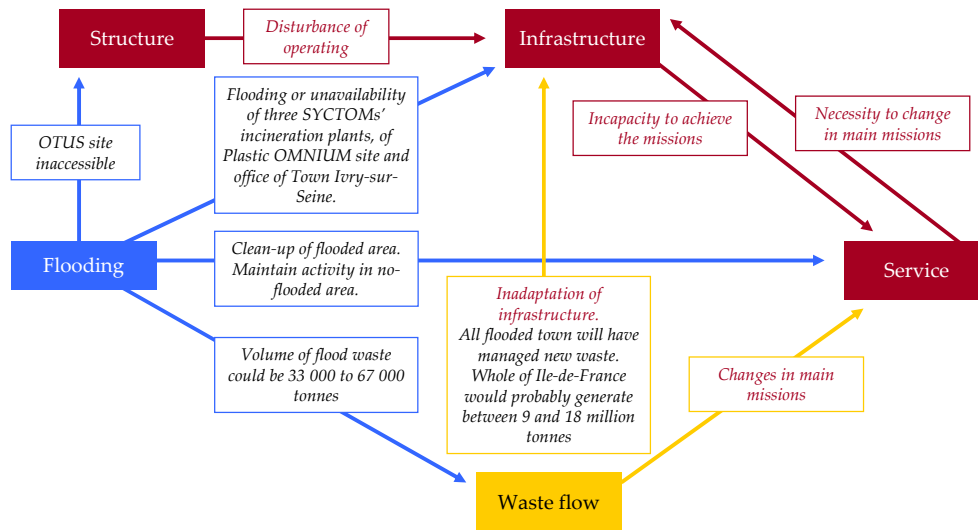 Structure
Disturbance of
operating
Infrastructure
Flooding or unavailability
of three SYCTOMs'
incineration plants, of
Plastic OMNIUM site and
office of Town Ivry-sur-
Seine.
OTUS site
inaccessible
Incapacity to achieve
the missions
Necessity to change
in main missions
Flooding
Clean-up of flooded area.
Maintain activity in no-
flooded area.
Service
Inadaptation of
infrastructure.
All flooded town will have
managed new waste.
Whole of Ile-de-France
would probably generate
between 9 and 18 million
tonnes
Volume of flood waste
could be 33 000 to 67 000
tonnes
Changes in main
missions
Waste flow